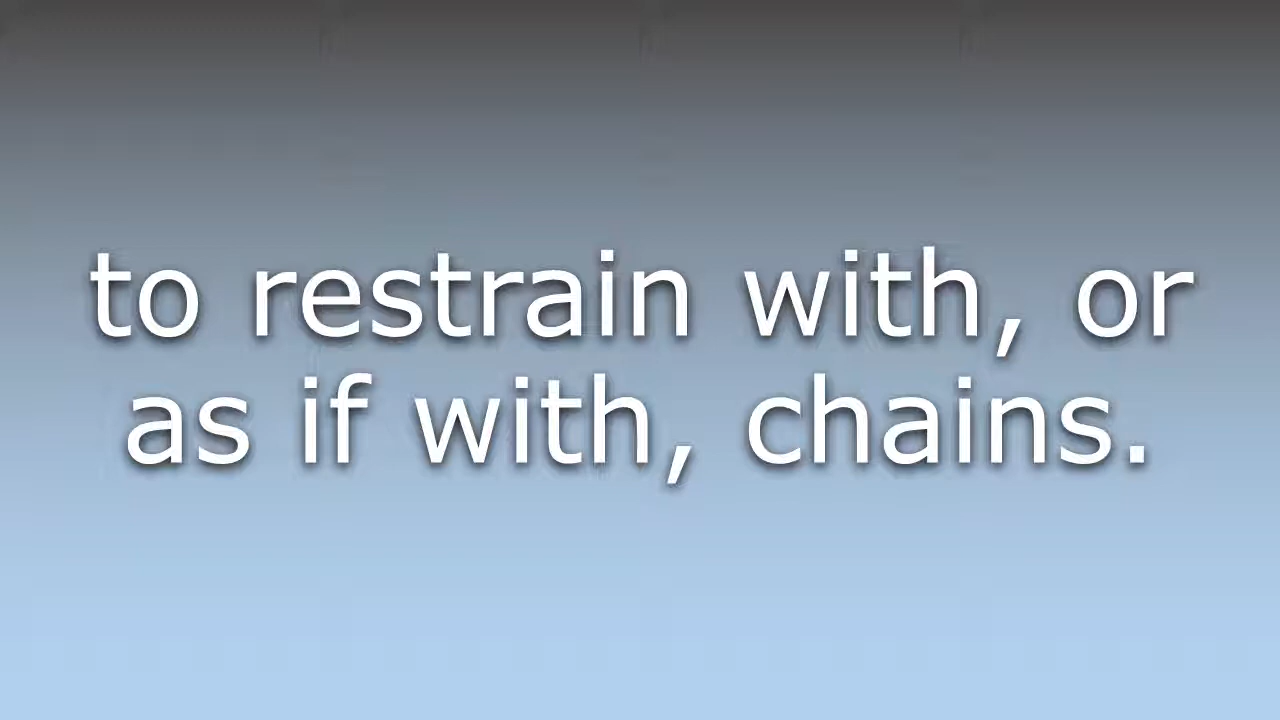 to restrain with, or
as if with, chains.